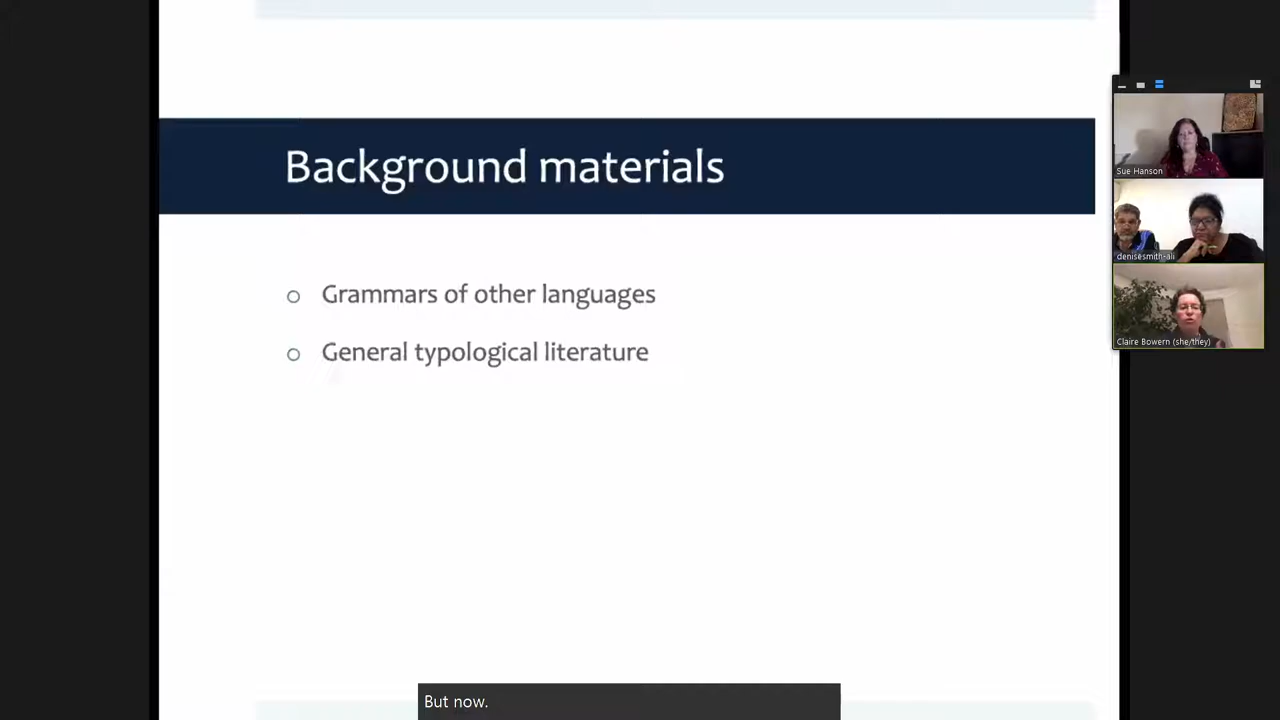 Background materials
Grammars of other languages
General typological literature
Sue Hanson
denisesmith-ali
Claire Bowern (she/they)
But now.